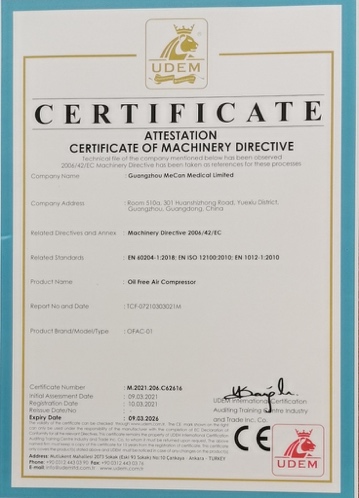 UDEM
CERTIFICATE
ATTESTATION
CERTIFICATE OF MACHINERY DIRECTIVE
Technical file of the company mentioned below has been observed
2006/42/EC Machinery Directive has been taken as references for these processes
Company Name : Guangzhou MeCan Medical Limited
Company Address : Room 510a, 301 Huanshizhong Road, Yuexiu District,
Guangzhou, Guangdong, China
Related Directives and Annex : Machinery Directive 2006/42/EC
Related Standards : EN 60204-1:2018; EN ISO 12100:2010; EN 1012-1:2010
Product Name : Oil Free Air Compressor
Report No and Date : TCF-07210303021M
Product Brand/Model/Type : OFAC-01
Certificate Number : M.2021.206.C62616
Initial Assessment Date : 09.03.2021
Registration Date : 10.03.2021
Reissue Date/No :
Expiry Date : 09.03.2026
UDEM International Certification
Auditing Training Centre Industry
and Trade Inc. Co.
CE
UDEM